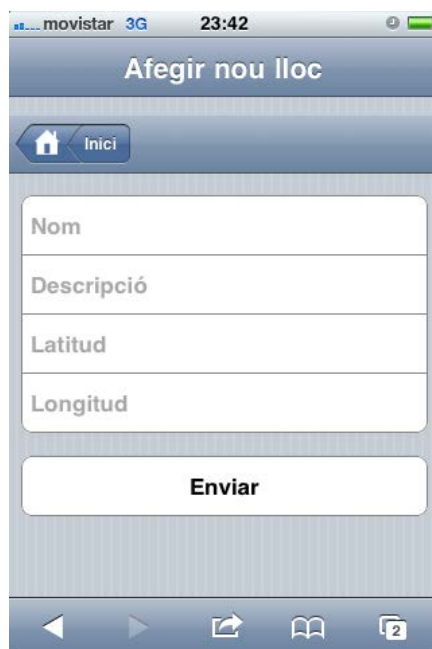 movistar 3G 23:42
Afegir nou lloc
Inici
Nom
Descripció
Latitud
Longitud
Enviar
2